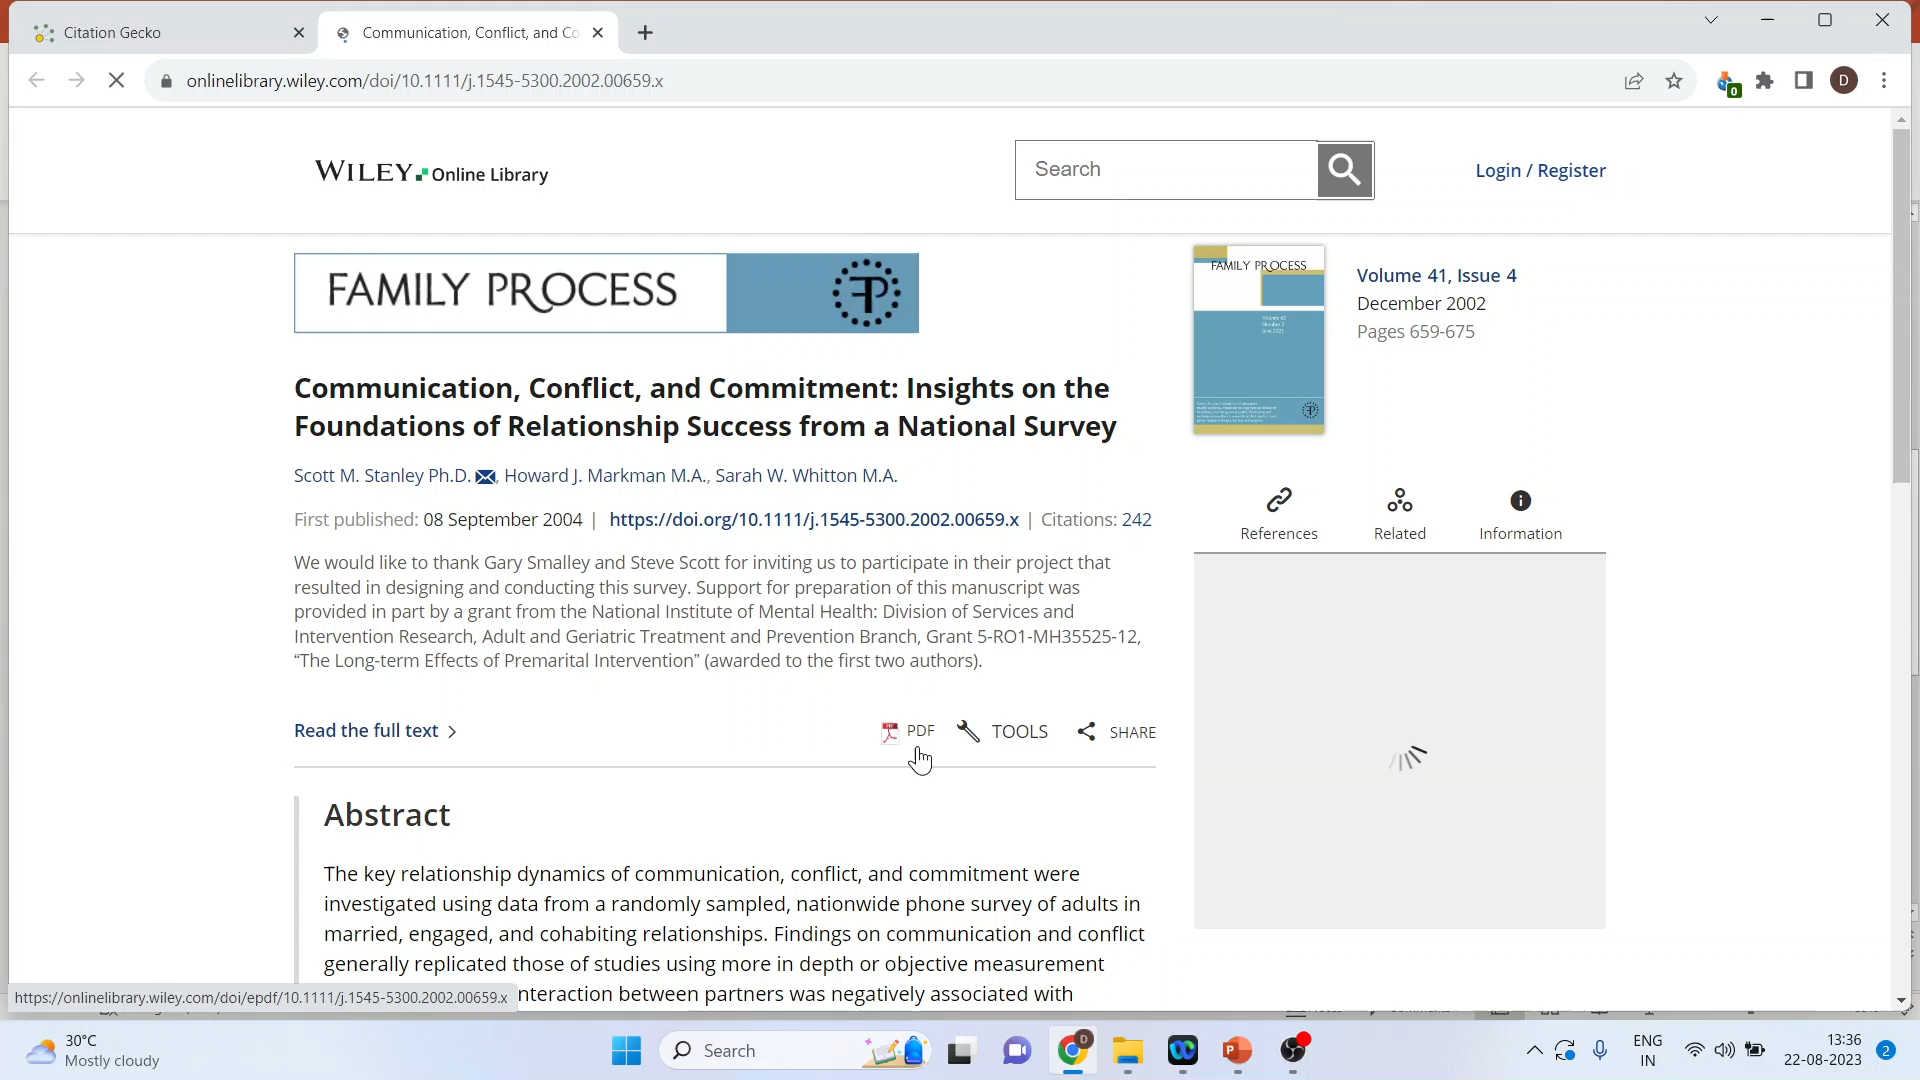 Citation Gecko
Communication, Conflict, and Co
onlinelibrary.wiley.com/doi/10.1111/j.1545-5300.2002.00659.x
0
D
WILEY Online Library
Search
Login / Register
FAMILY PROCESS
FP
FAMILY PROCESS
Volume 62
Number 2
June 2023
Volume 41, Issue 4
December 2002
Pages 659-675
Communication, Conflict, and Commitment: Insights on the
Foundations of Relationship Success from a National Survey
Scott M. Stanley Ph.D. , Howard J. Markman M.A., Sarah W. Whitton M.A.
First published: 08 September 2004 | https://doi.org/10.1111/j.1545-5300.2002.00659.x | Citations: 242
References
Related
Information
We would like to thank Gary Smalley and Steve Scott for inviting us to participate in their project that
resulted in designing and conducting this survey. Support for preparation of this manuscript was
provided in part by a grant from the National Institute of Mental Health: Division of Services and
Intervention Research, Adult and Geriatric Treatment and Prevention Branch, Grant 5-RO1-MH35525-12,
“The Long-term Effects of Premarital Intervention” (awarded to the first two authors).
Read the full text
PDF
TOOLS
SHARE
Abstract
The key relationship dynamics of communication, conflict, and commitment were
investigated using data from a randomly sampled, nationwide phone survey of adults in
married, engaged, and cohabiting relationships. Findings on communication and conflict
generally replicated those of studies using more in depth or objective measurement
nteraction between partners was negatively associated with
https://onlinelibrary.wiley.com/doi/epdf/10.1111/j.1545-5300.2002.00659.x
30°C
Mostly cloudy
Search
D
ENG
IN
13:36
22-08-2023
2